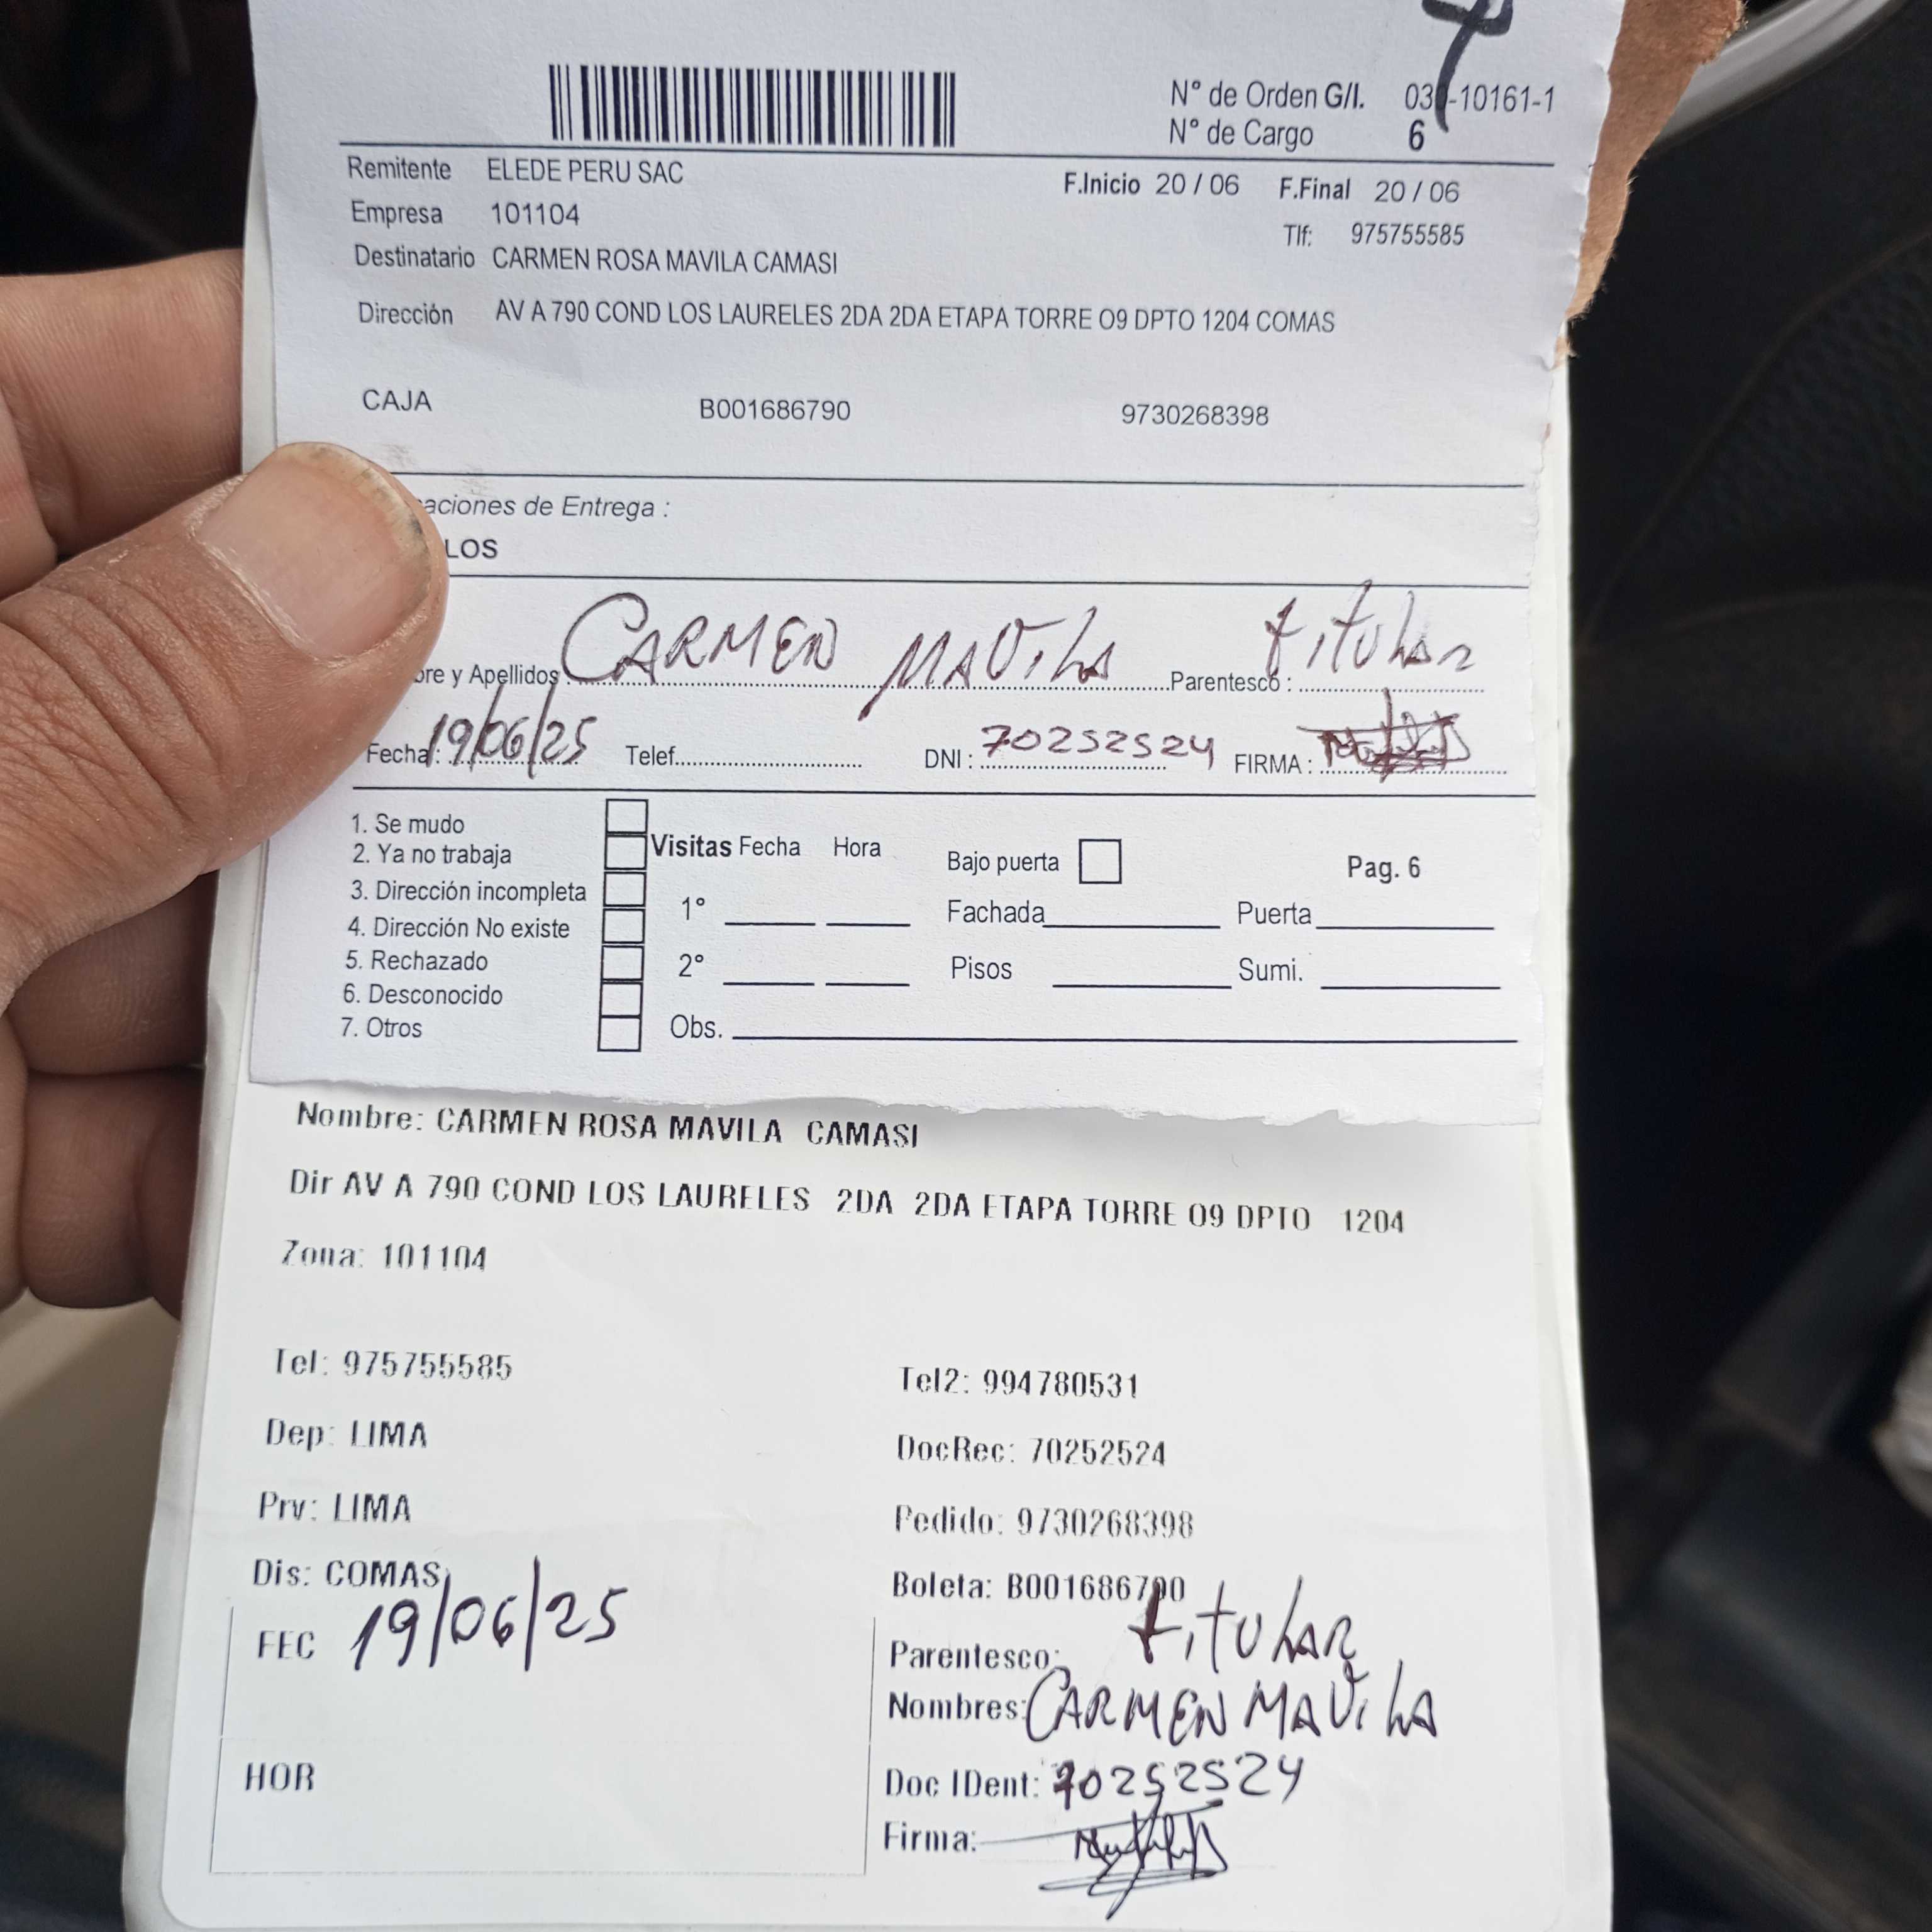 N° de Orden G/I. 03 -10161-1
N° de Cargo 6
Remitente ELEDE PERU SAC
F.Inicio 20 / 06 F.Final 20 / 06
Empresa 101104
Tlf: 975755585
Destinatario CARMEN ROSA MAVILA CAMASI
Dirección AV A 790 COND LOS LAURELES 2DA 2DA ETAPA TORRE O9 DPTO 1204 COMAS
CAJA B001686790 9730268398
aciones de Entrega :
LOS
bre y Apellidos : CARMEN MAVILA Parentesco : titular
Fecha : 19/06/25 Telef. DNI : 70252524 FIRMA :
1. Se mudo
2. Ya no trabaja
3. Dirección incompleta
4. Dirección No existe
5. Rechazado
6. Desconocido
7. Otros
Visitas Fecha Hora
1°
2°
Obs.
Bajo puerta Pag. 6
Fachada Puerta
Pisos Sumi.
Nombre: CARMEN ROSA MAVILA CAMASI
Dir AV A 790 COND LOS LAURELES 2DA 2DA ETAPA TORRE O9 DPTO 1204
Zona: 101104
Tel: 975755585 Tel2: 994780531
Dep: LIMA DocRec: 70252524
Prv: LIMA Pedido: 9730268398
Dis: COMAS Boleta: B001686790
FEC 19/06/25
Parentesco: titular
Nombres: CARMEN MAVILA
HOR Doc IDent: 70252524
Firma: